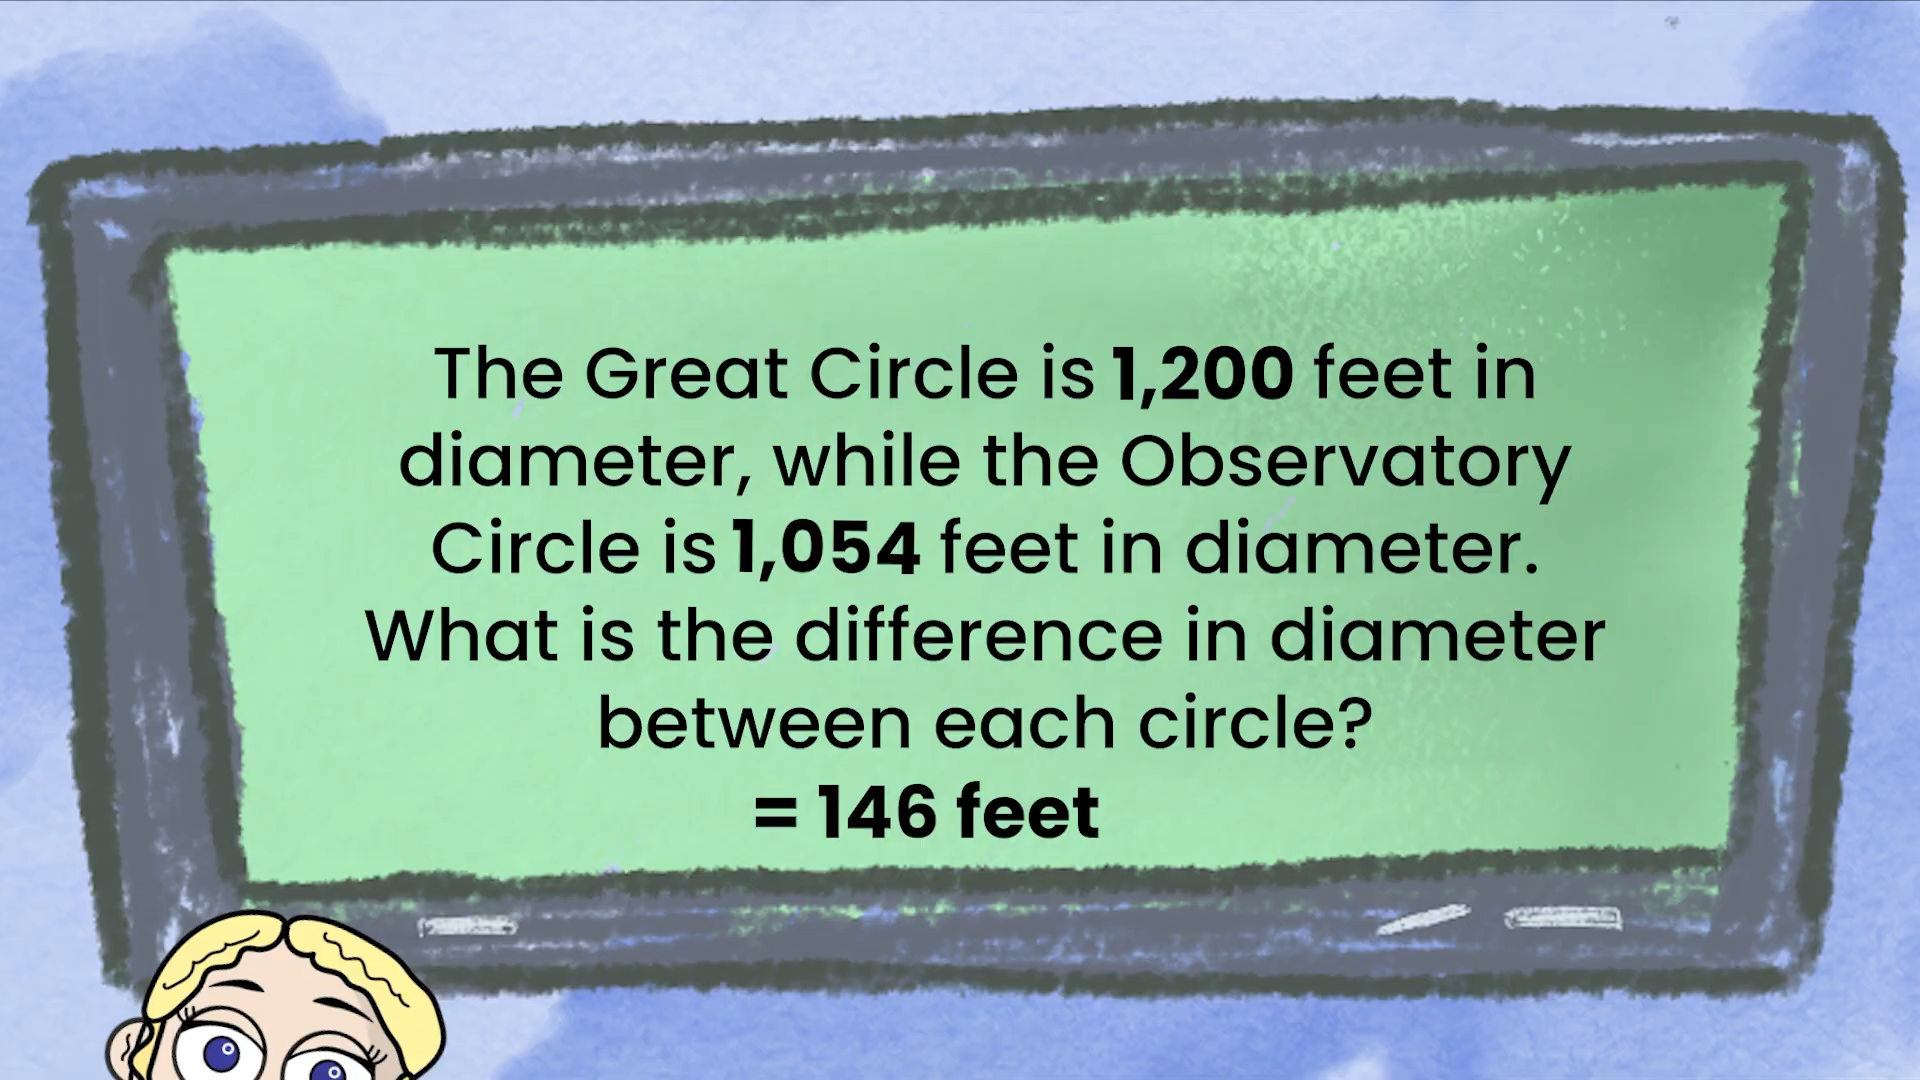 The Great Circle is 1,200 feet in
diameter, while the Observatory
Circle is 1,054 feet in diameter.
What is the difference in diameter
between each circle?
= 146 feet